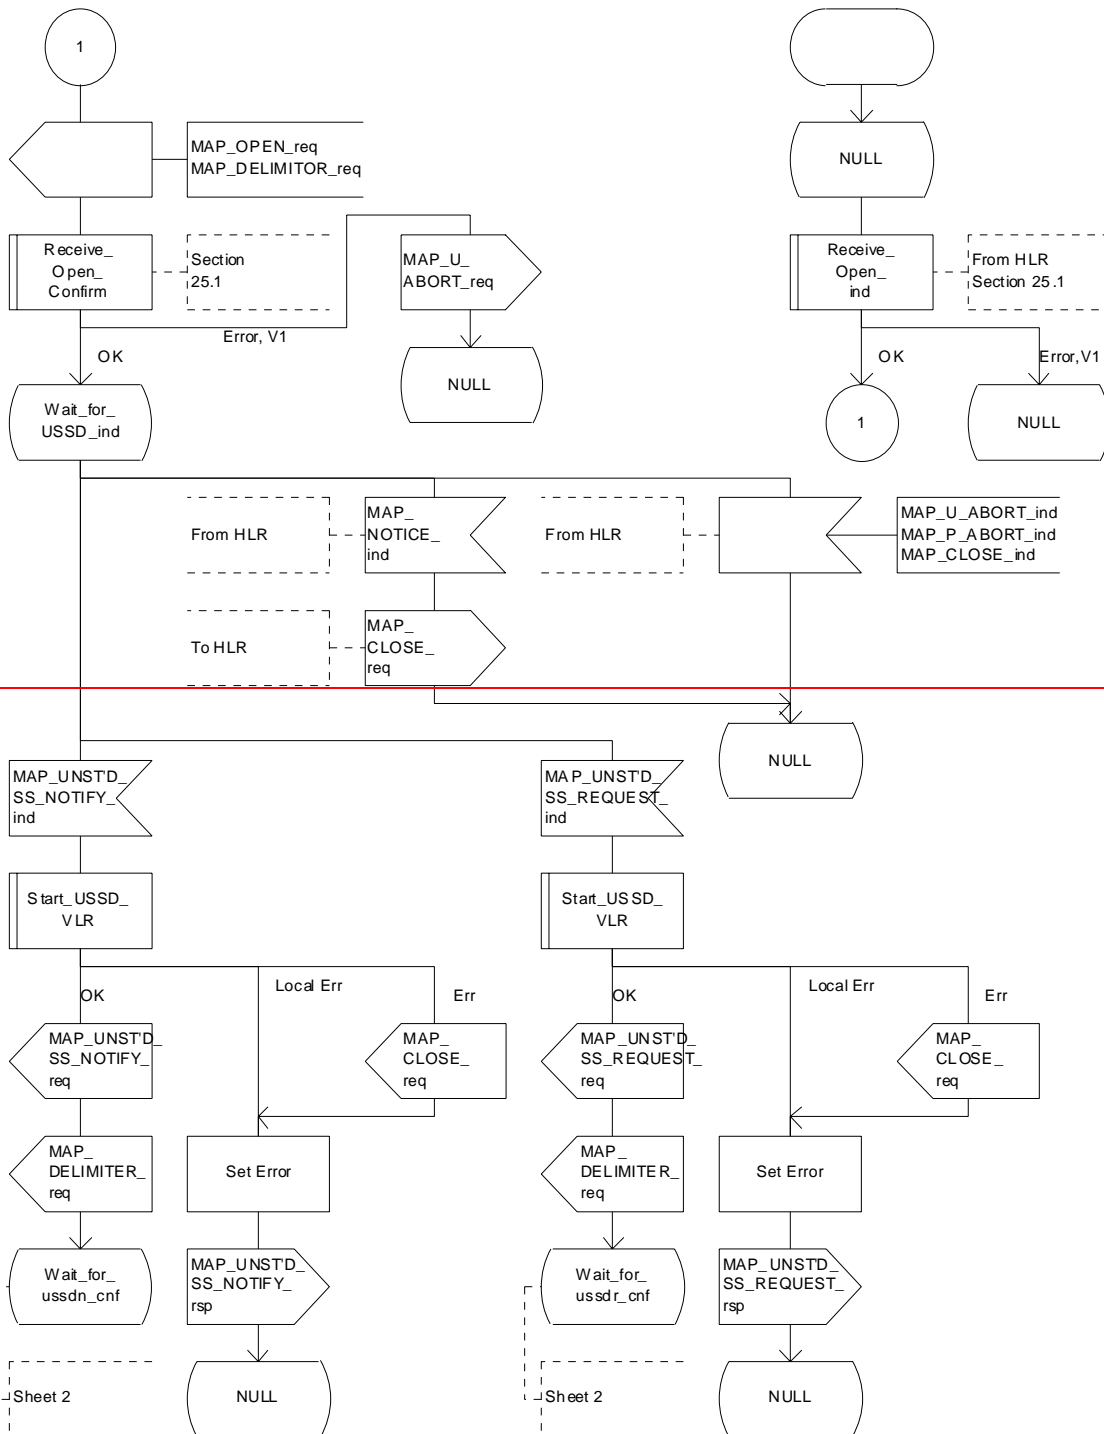 1
MAP_OPEN_req
MAP_DELIMITOR_req
NULL
Receive_
Open_
Confirm
Section
25.1
MAP_U_
ABORT_req
Receive_
Open_
ind
From HLR
Section 25.1
Error, V1
OK
NULL
OK
Error,V1
Wait_for_
USSD_ind
1
NULL
From HLR
MAP_
NOTICE_
ind
From HLR
MAP_U_ABORT_ind
MAP_P_ABORT_ind
MAP_CLOSE_ind
To HLR
MAP_
CLOSE_
req
NULL
MAP_UNST'D_
SS_NOTIFY_
ind
MAP_UNST'D_
SS_REQUEST_
ind
Start_USSD_
VLR
Start_USSD_
VLR
OK
Local Err
Err
OK
Local Err
Err
MAP_UNST'D_
SS_NOTIFY_
req
MAP_
CLOSE_
req
MAP_UNST'D_
SS_REQUEST_
req
MAP_
CLOSE_
req
MAP_
DELIMITER_
req
Set Error
MAP_
DELIMITER_
req
Set Error
Wait_for_
ussdn_cnf
MAP_UNST'D_
SS_NOTIFY_
rsp
Wait_for_
ussdr_cnf
MAP_UNST'D_
SS_REQUEST_
rsp
Sheet 2
NULL
Sheet 2
NULL